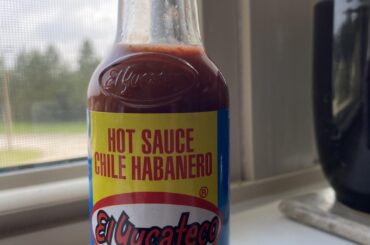 El Yucateco
HOT SAUCE
CHILE HABANERO
®
El Yucateco